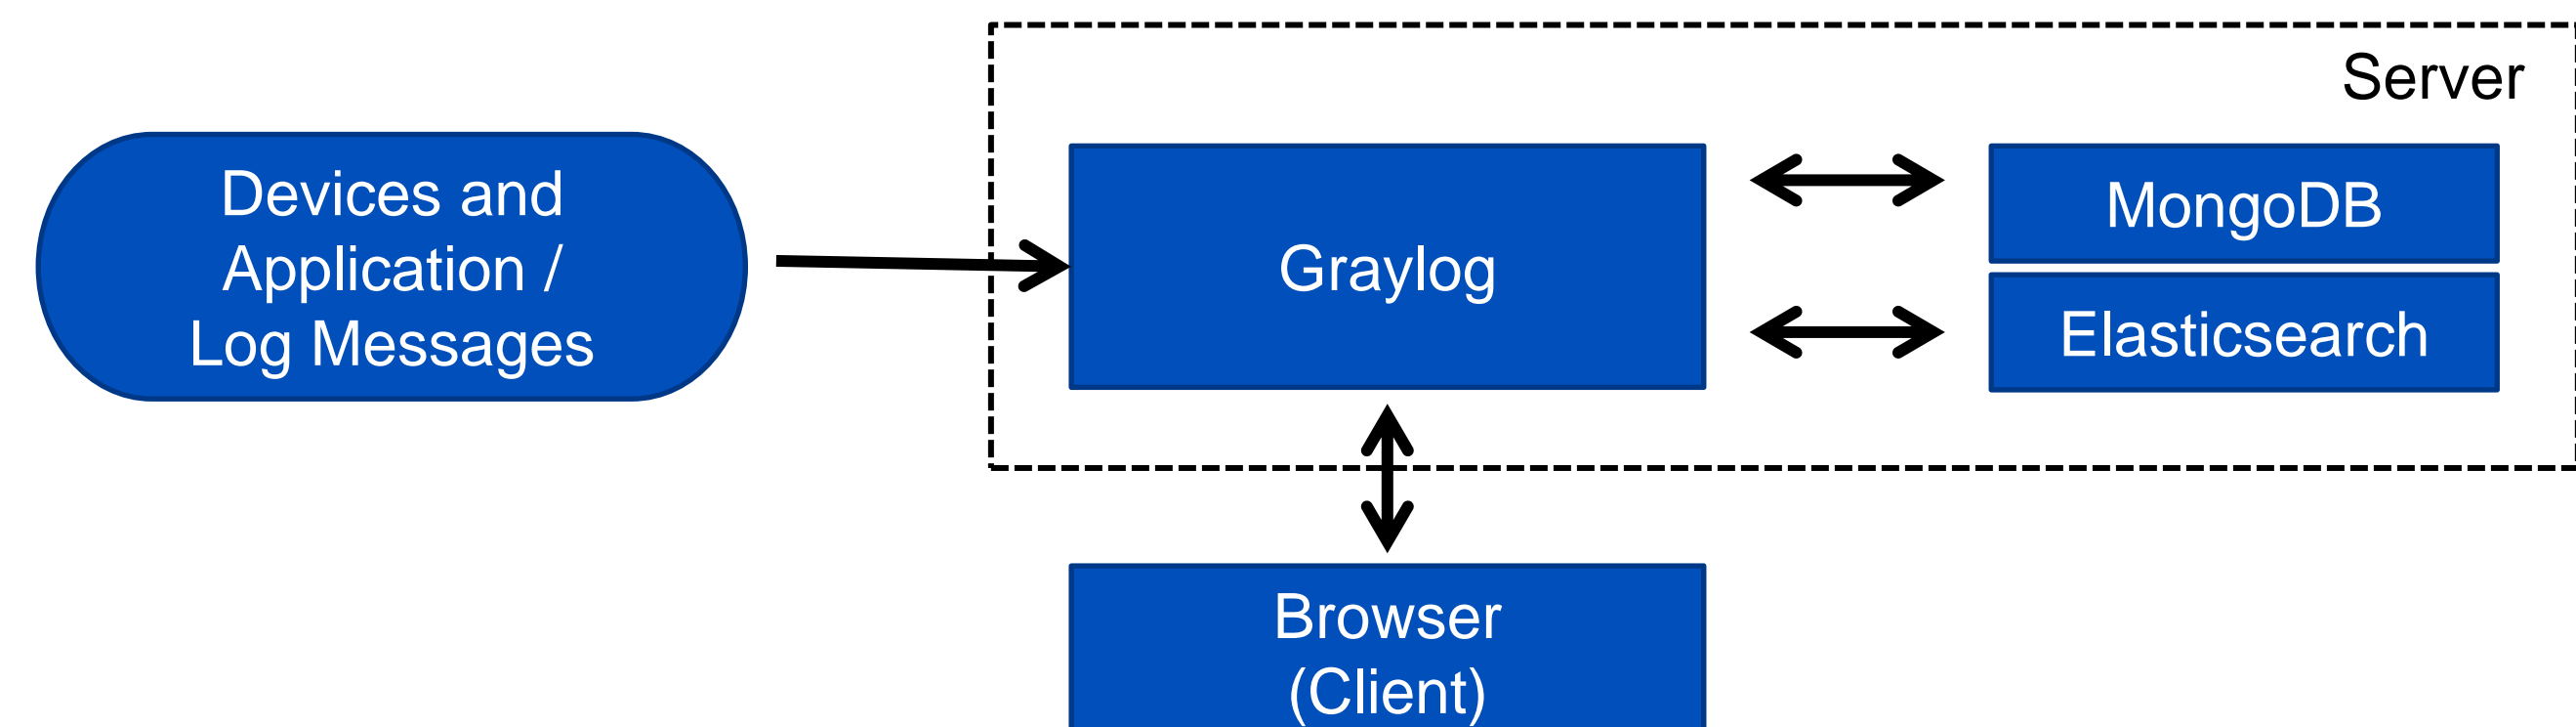 Server
Devices and
Application /
Log Messages
Graylog
MongoDB
Elasticsearch
Browser
(Client)